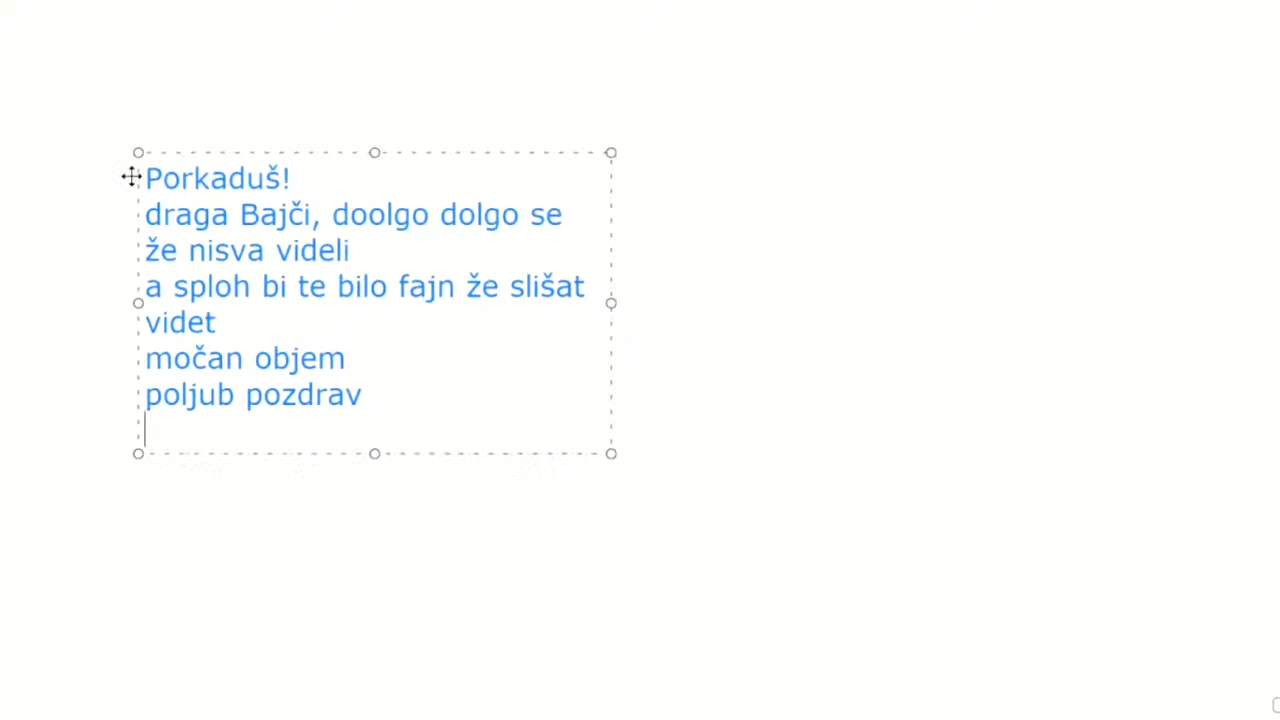 Porkaduš!
draga Bajči, doolgo dolgo se
že nisva videli
a sploh bi te bilo fajn že slišat
videt
močan objem
poljub pozdrav